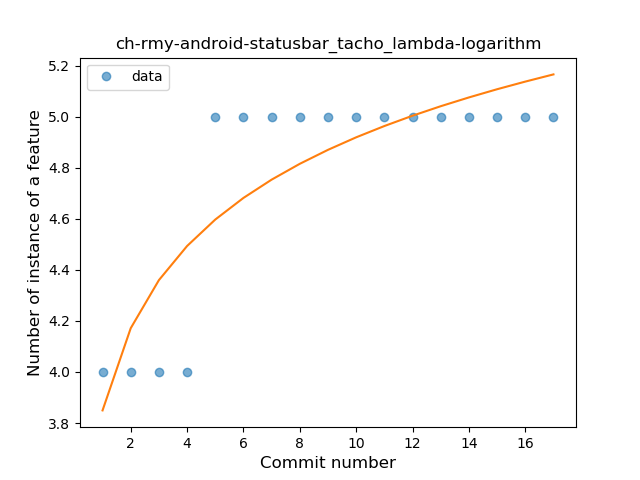 ch-rmy-android-statusbar_tacho_lambda-logarithm
data
Number of instance of a feature
5.2
5.0
4.8
4.6
4.4
4.2
4.0
3.8
2 4 6 8 10 12 14 16
Commit number